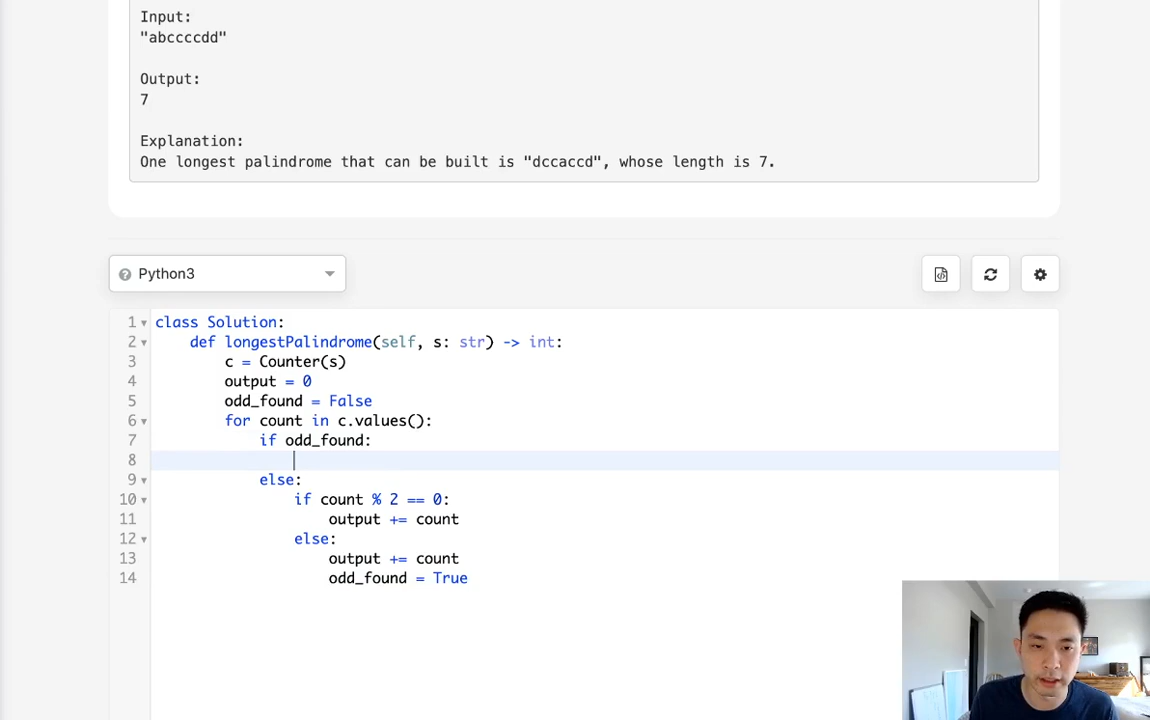 Input:
"abccccdd"
Output:
7
Explanation:
One longest palindrome that can be built is "dccaccd", whose length is 7.
Python3
1 class Solution:
2     def longestPalindrome(self, s: str) -> int:
3         c = Counter(s)
4         output = 0
5         odd_found = False
6         for count in c.values():
7             if odd_found:
8
9             else:
10                 if count % 2 == 0:
11                     output += count
12                 else:
13                     output += count
14                     odd_found = True